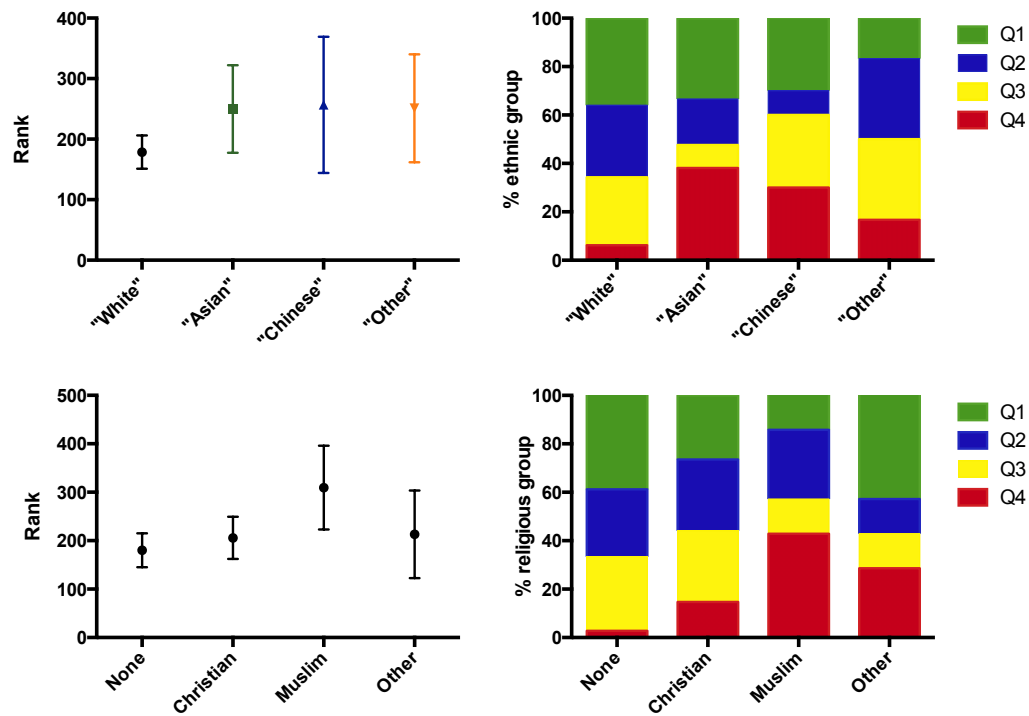 400
300
200
100
0
Rank
"White"
"Asian"
"Chinese"
"Other"
100
80
60
40
20
0
% ethnic group
"White"
"Asian"
"Chinese"
"Other"
Q1
Q2
Q3
Q4
500
400
300
200
100
0
Rank
None
Christian
Muslim
Other
100
80
60
40
20
0
% religious group
None
Christian
Muslim
Other
Q1
Q2
Q3
Q4